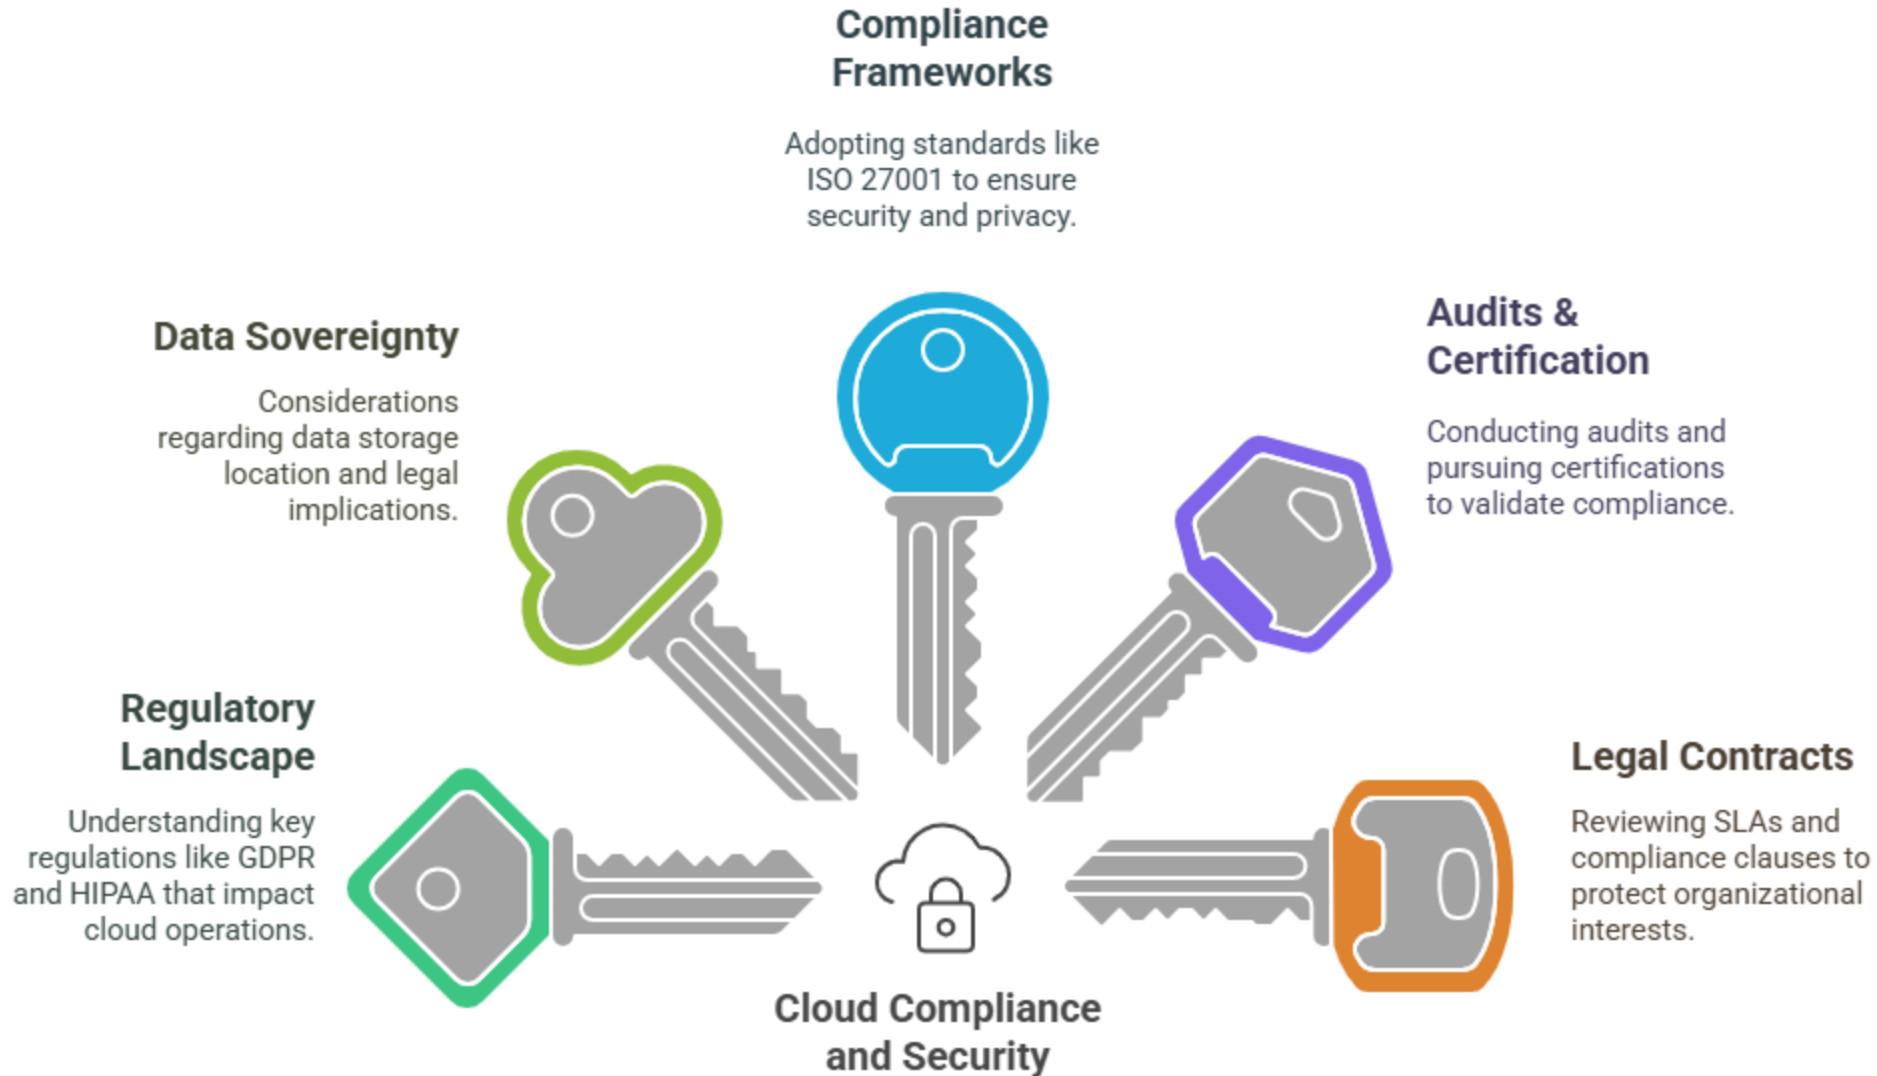 Compliance
Frameworks
Adopting standards like
ISO 27001 to ensure
security and privacy.
Data Sovereignty
Considerations
regarding data storage
location and legal
implications.
Audits &
Certification
Conducting audits and
pursuing certifications
to validate compliance.
Regulatory
Landscape
Understanding key
regulations like GDPR
and HIPAA that impact
cloud operations.
Legal Contracts
Reviewing SLAs and
compliance clauses to
protect organizational
interests.
Cloud Compliance
and Security